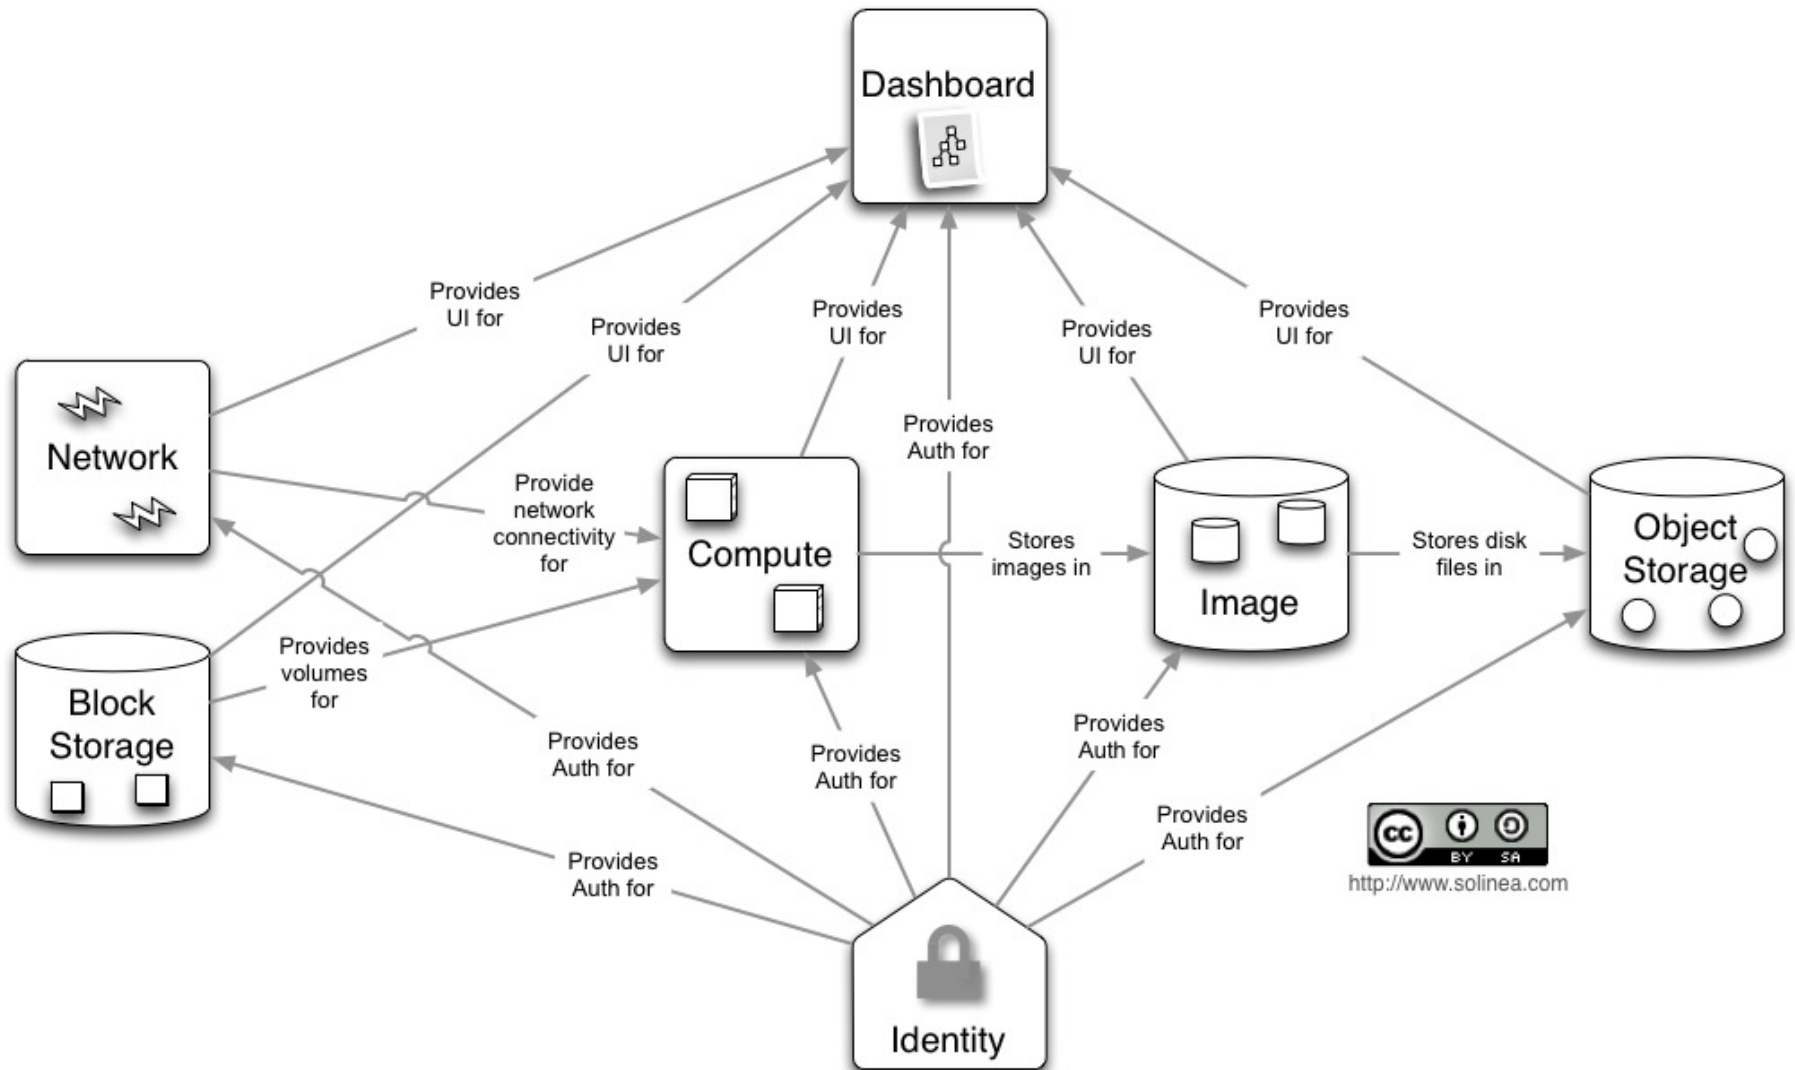 Dashboard
Provides
UI for
Provides
UI for
Provides
UI for
Provides
UI for
Provides
UI for
Network
Provides
Auth for
Provide
network
connectivity
for
Compute
Stores
images in
Image
Stores disk
files in
Object
Storage
Provides
volumes
for
Block
Storage
Provides
Auth for
Provides
Auth for
Provides
Auth for
Provides
Auth for
Provides
Auth for
cc
BY SA
http://www.solinea.com
Identity